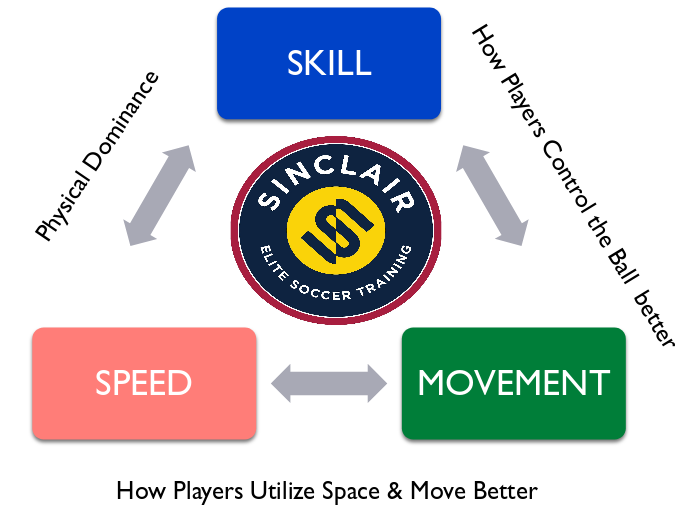 SKILL
Physical Dominance
How Players Control the Ball better
SINCLAIR
ELITE SOCCER TRAINING
SPEED
MOVEMENT
How Players Utilize Space & Move Better